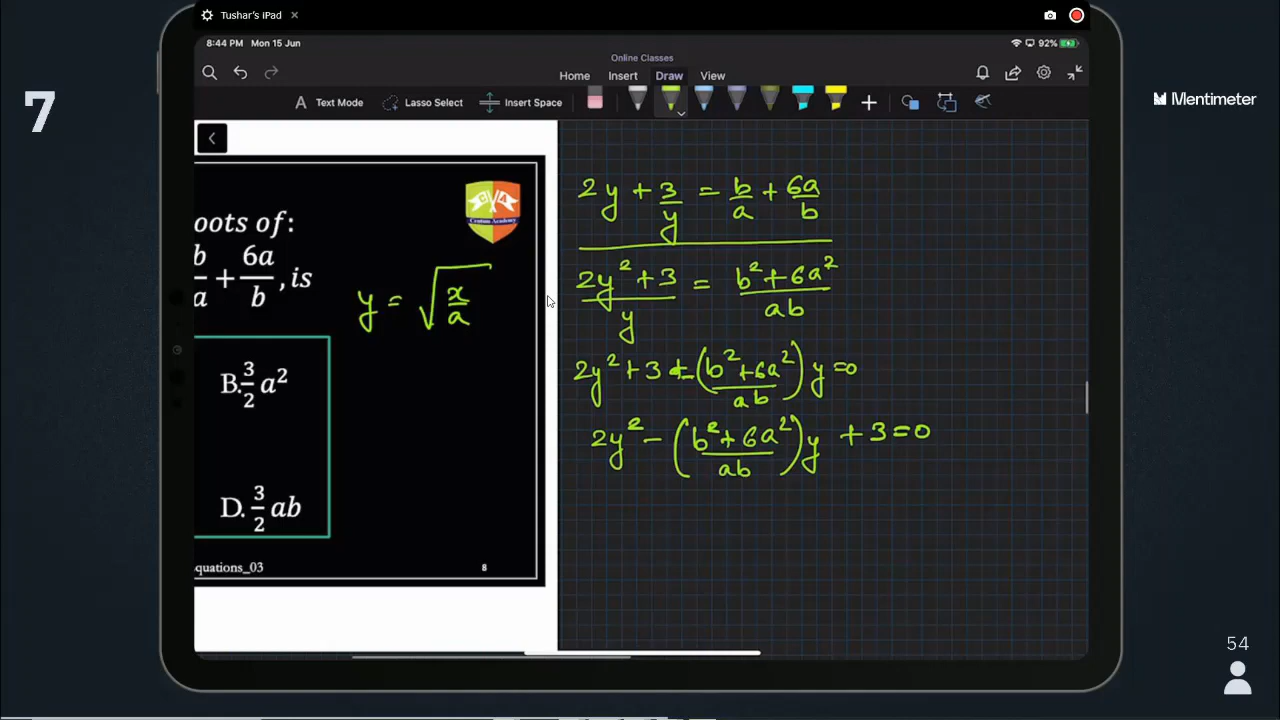 Tushar's iPad ×
7
Mentimeter
8:44 PM Mon 15 Jun
92%
Online Classes
Home Insert Draw View
Text Mode Lasso Select Insert Space
oots of:
b/a + 6a/b , is
y = √(x/a)
B. 3/2 a²
D. 3/2 ab
quations_03
8
Centum Academy
2y + 3/y = b/a + 6a/b
(2y² + 3)/y = (b² + 6a²)/ab
2y² + 3 - ((b² + 6a²)/ab) y = 0
2y² - ((b² + 6a²)/ab) y + 3 = 0
54